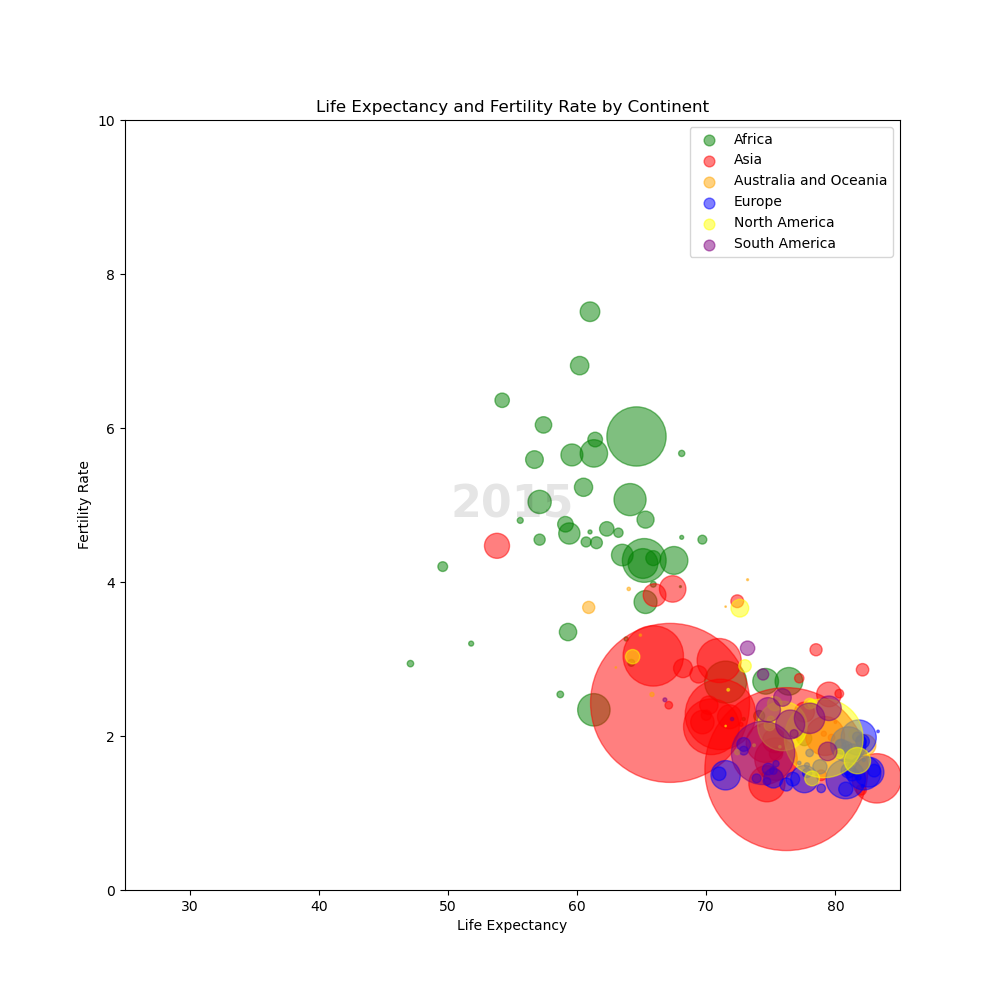 Life Expectancy and Fertility Rate by Continent
10
8
6
4
2
0
Fertility Rate
2015
Africa
Asia
Australia and Oceania
Europe
North America
South America
30 40 50 60 70 80
Life Expectancy